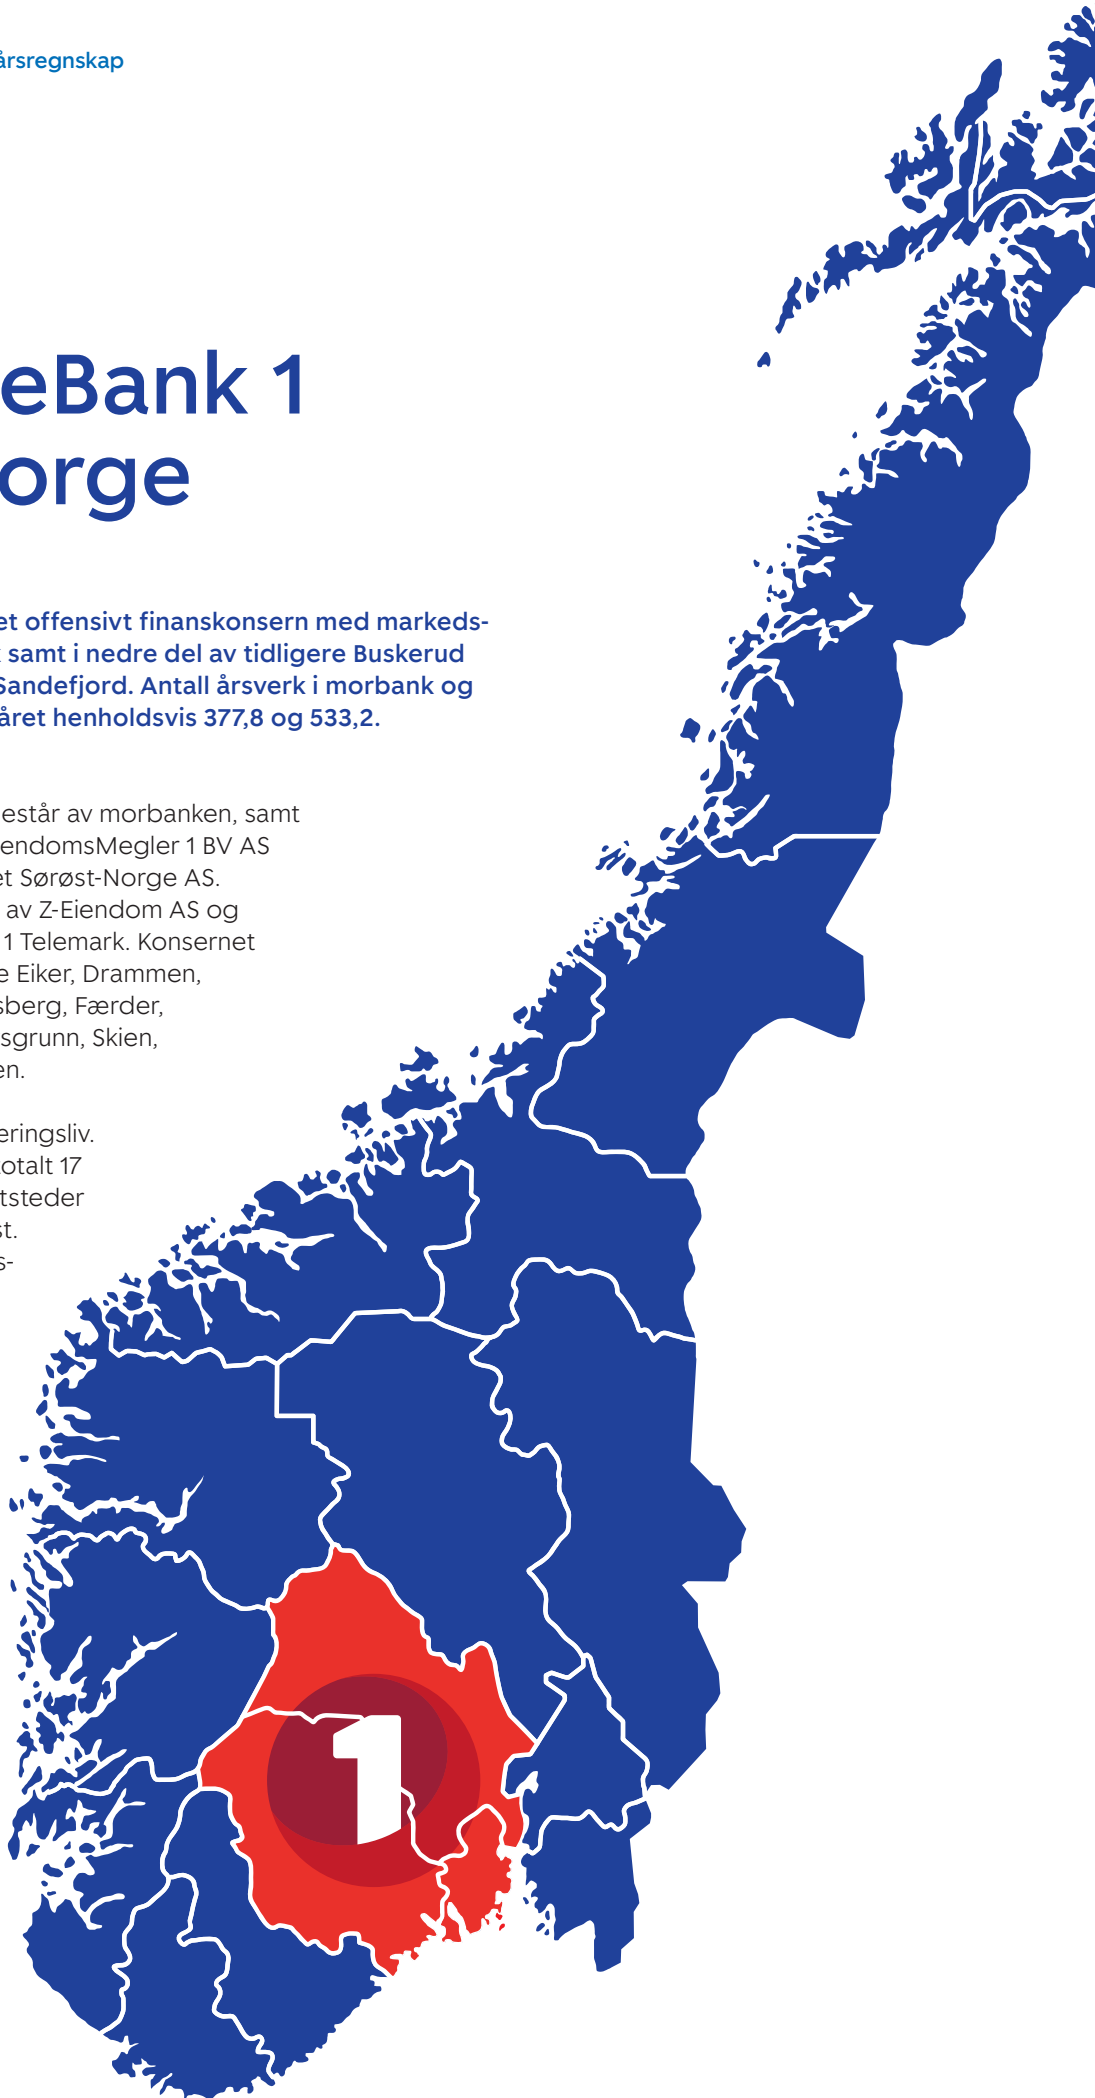 årsregnskap
eBank 1
orge
et offensivt finanskonsern med markeds-
samt i nedre del av tidligere Buskerud
Sandefjord. Antall årsverk i morbank og
året henholdsvis 377,8 og 533,2.
estår av morbanken, samt
endomsMegler 1 BV AS
et Sørøst-Norge AS.
av Z-Eiendom AS og
1 Telemark. Konsernet
e Eiker, Drammen,
sberg, Færder,
sgrunn, Skien,
en.
eringsliv.
otalt 17
tsteder
st.
s-
1